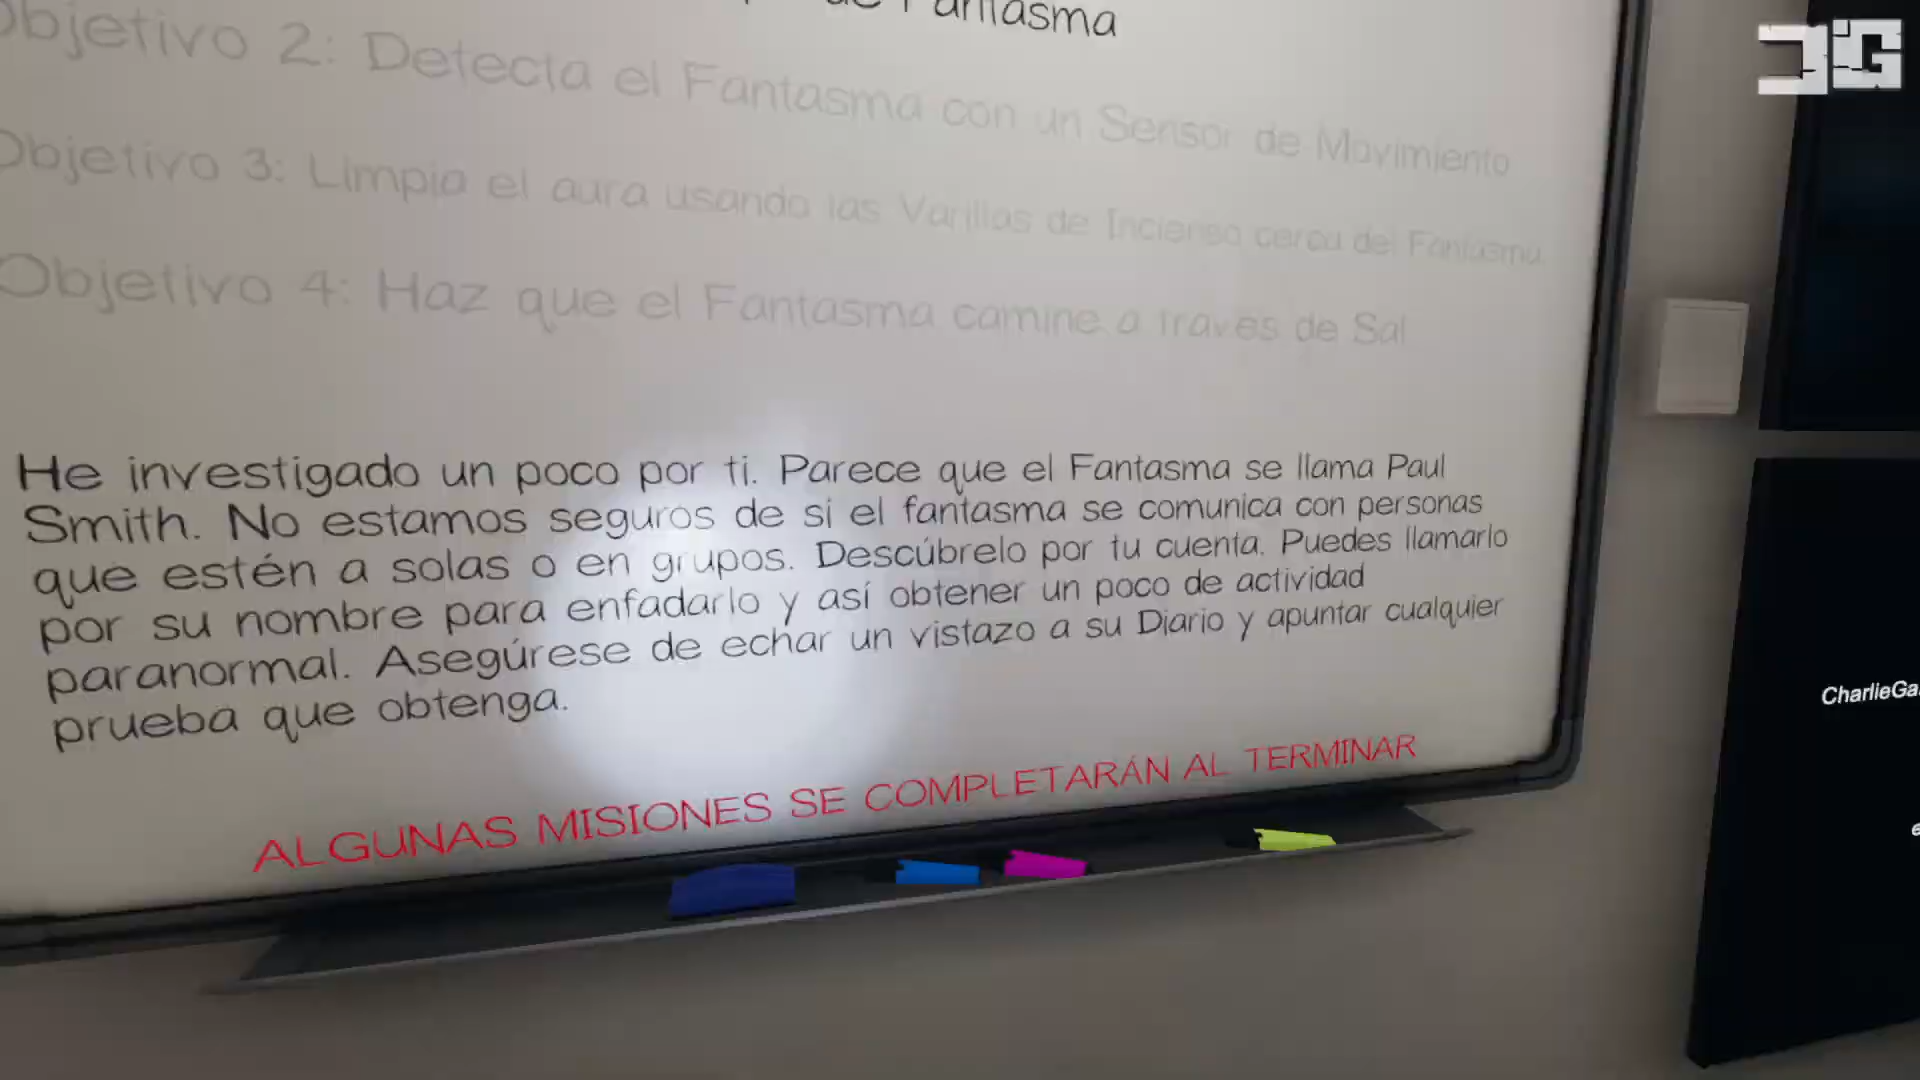 de Fantasma
Objetivo 2: Detecta el Fantasma con un Sensor de Movimiento
Objetivo 3: Limpia el aura usando las Varillas de Incienso cerca del Fantasma
Objetivo 4: Haz que el Fantasma camine a traves de Sal
He investigado un poco por ti. Parece que el Fantasma se llama Paul
Smith. No estamos seguros de si el fantasma se comunica con personas
que estén a solas o en grupos. Descúbrelo por tu cuenta. Puedes llamarlo
por su nombre para enfadarlo y así obtener un poco de actividad
paranormal. Asegúrese de echar un vistazo a su Diario y apuntar cualquier
prueba que obtenga.
ALGUNAS MISIONES SE COMPLETARÁN AL TERMINAR
CharlieGa